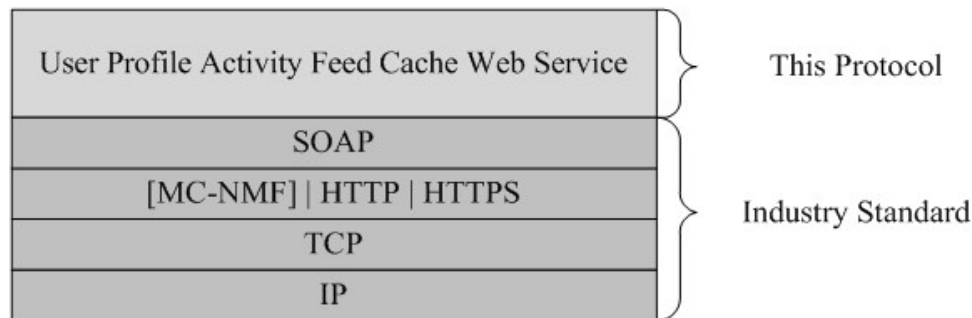 User Profile Activity Feed Cache Web Service
This Protocol
SOAP
[MC-NMF] | HTTP | HTTPS
Industry Standard
TCP
IP